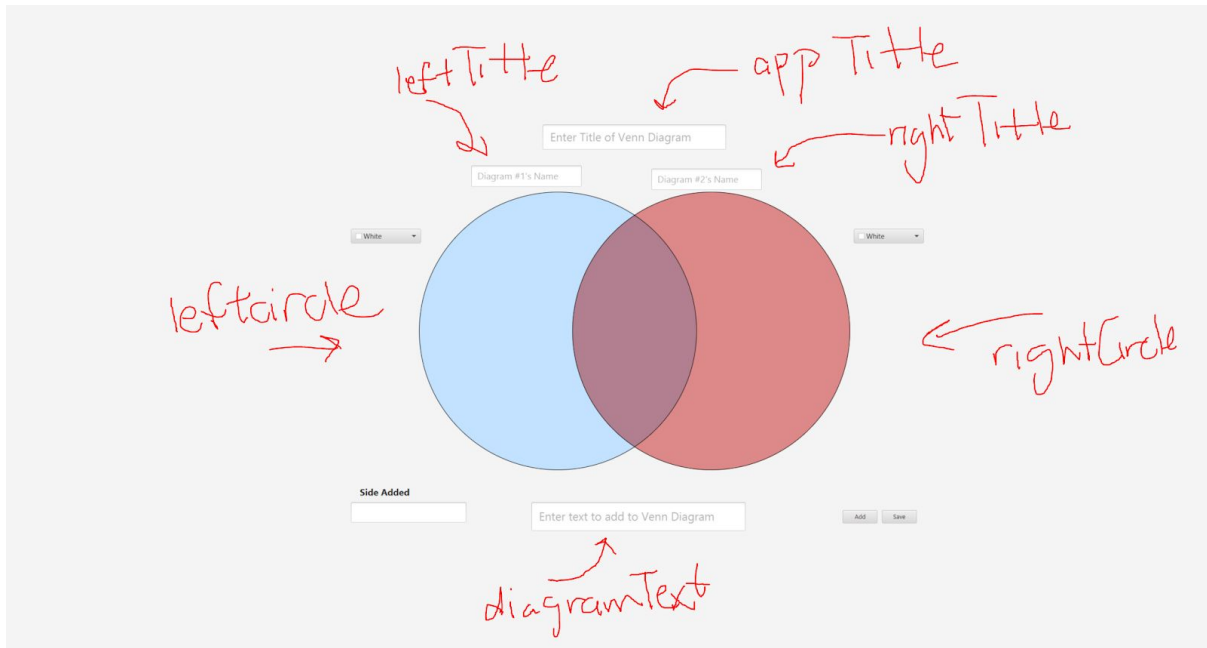 leftTitle
app Title
rightTitle
Enter Title of Venn Diagram
Diagram #1's Name
Diagram #2's Name
White
White
leftcircle
rightCircle
Side Added
Enter text to add to Venn Diagram
Add
Save
diagramText